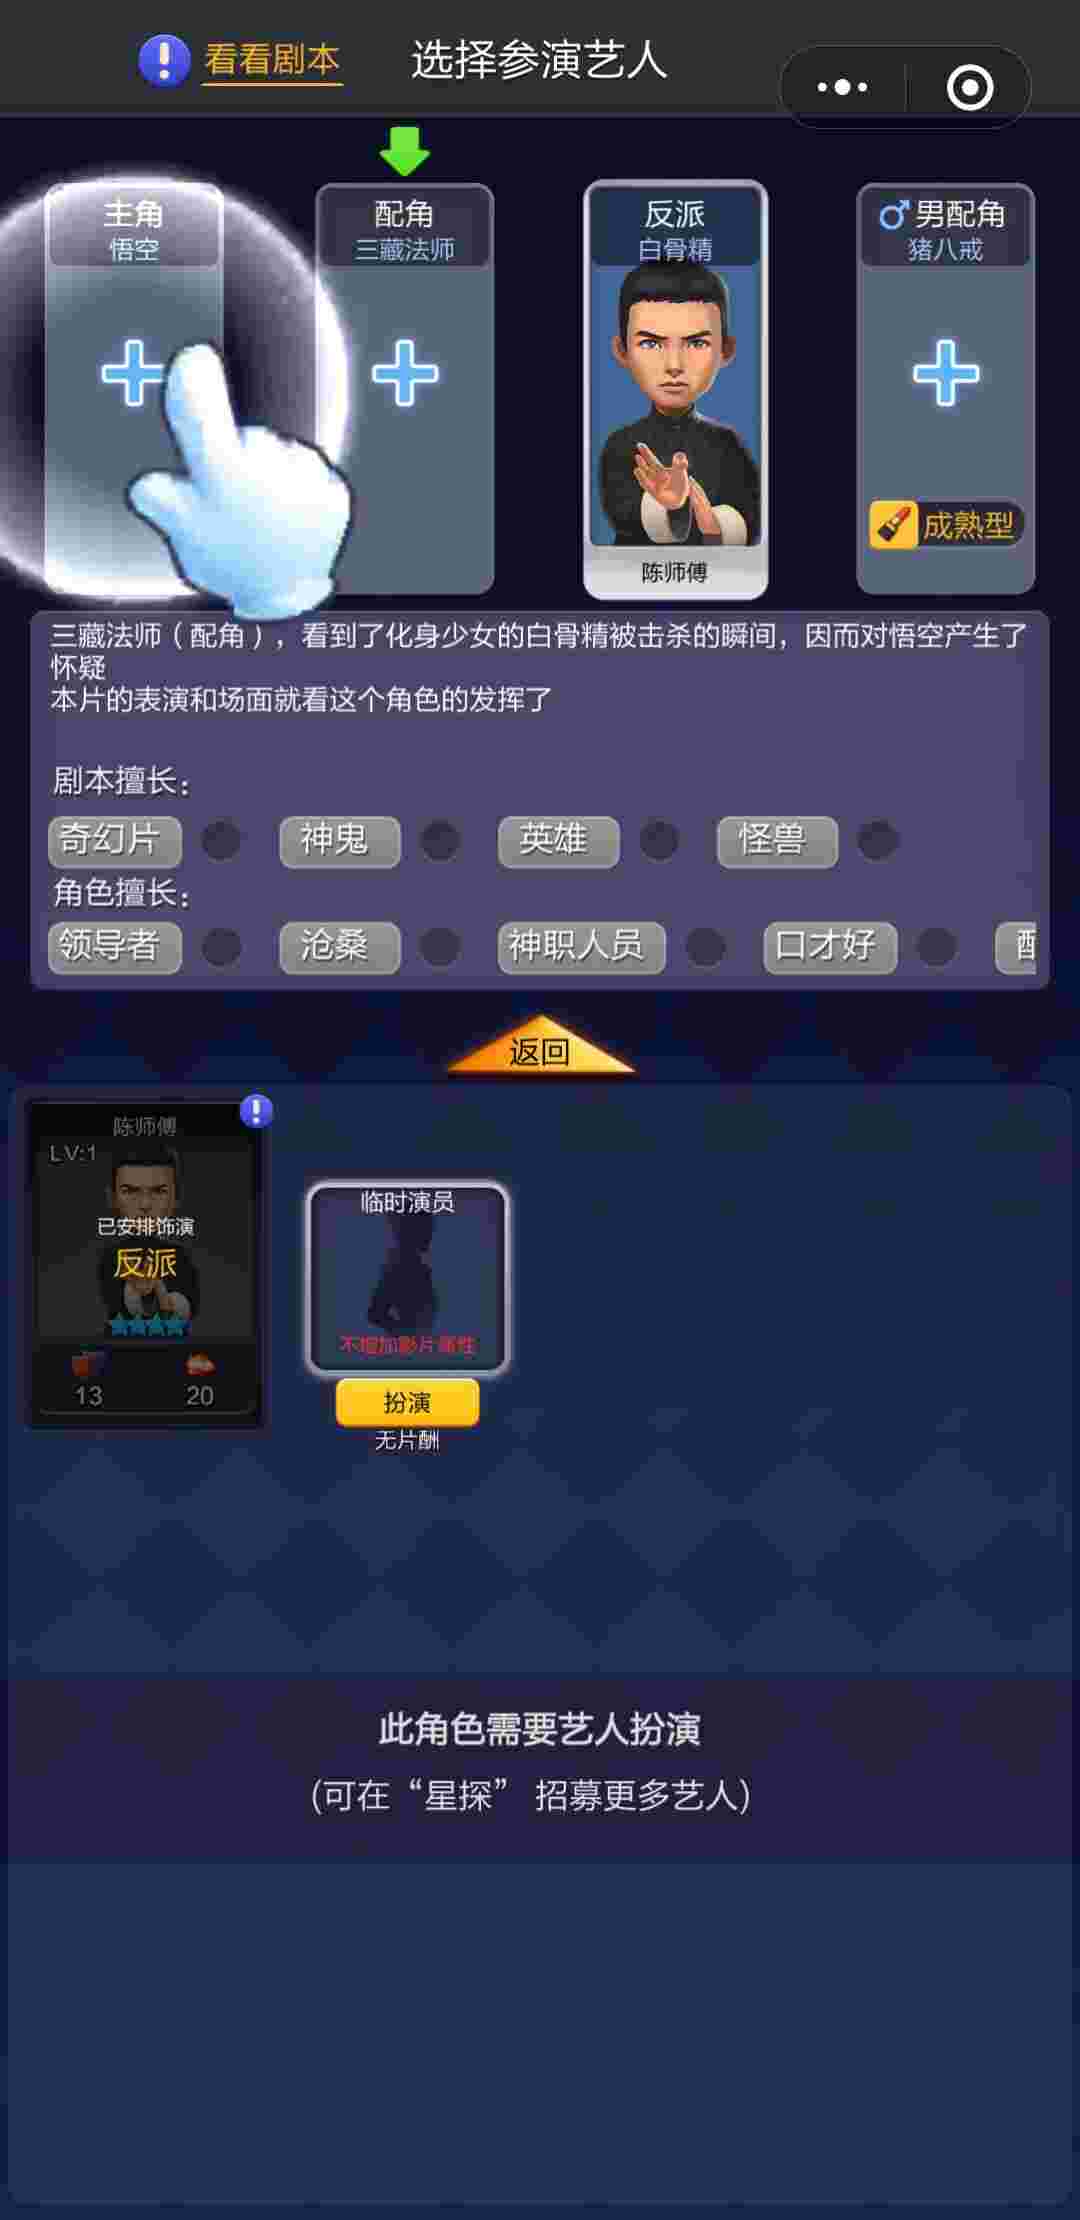 看看剧本
选择参演艺人
主角
悟空
配角
三藏法师
反派
白骨精
男配角
猪八戒
成熟型
陈师傅
三藏法师（配角），看到了化身少女的白骨精被击杀的瞬间，因而对悟空产生了
怀疑
本片的表演和场面就看这个角色的发挥了
剧本擅长：
奇幻片 神鬼 英雄 怪兽
角色擅长：
领导者 沧桑 神职人员 口才好
返回
陈师傅
LV:1
已安排饰演
反派
13 20
临时演员
不增加影片属性
扮演
无片酬
此角色需要艺人扮演
(可在“星探” 招募更多艺人)